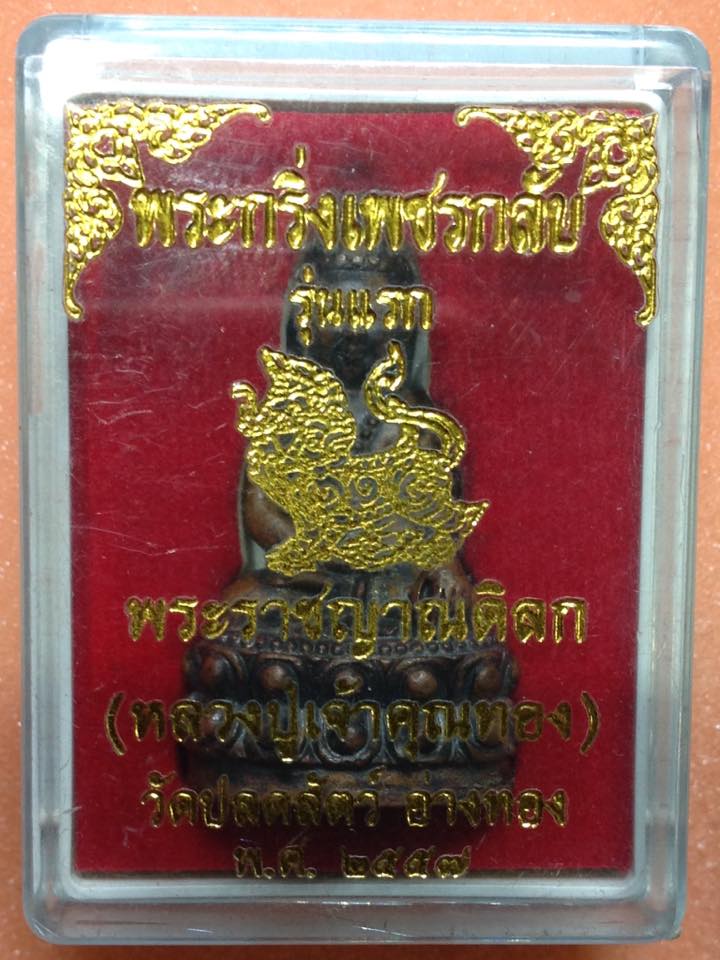 พระกริ่งเพชรกลับ
รุ่นแรก
พระราชญาณดิลก
(หลวงปู่เจ้าคุณทอง)
วัดปลดสัตว์ อ่างทอง
พ.ศ. ๒๕๕๗